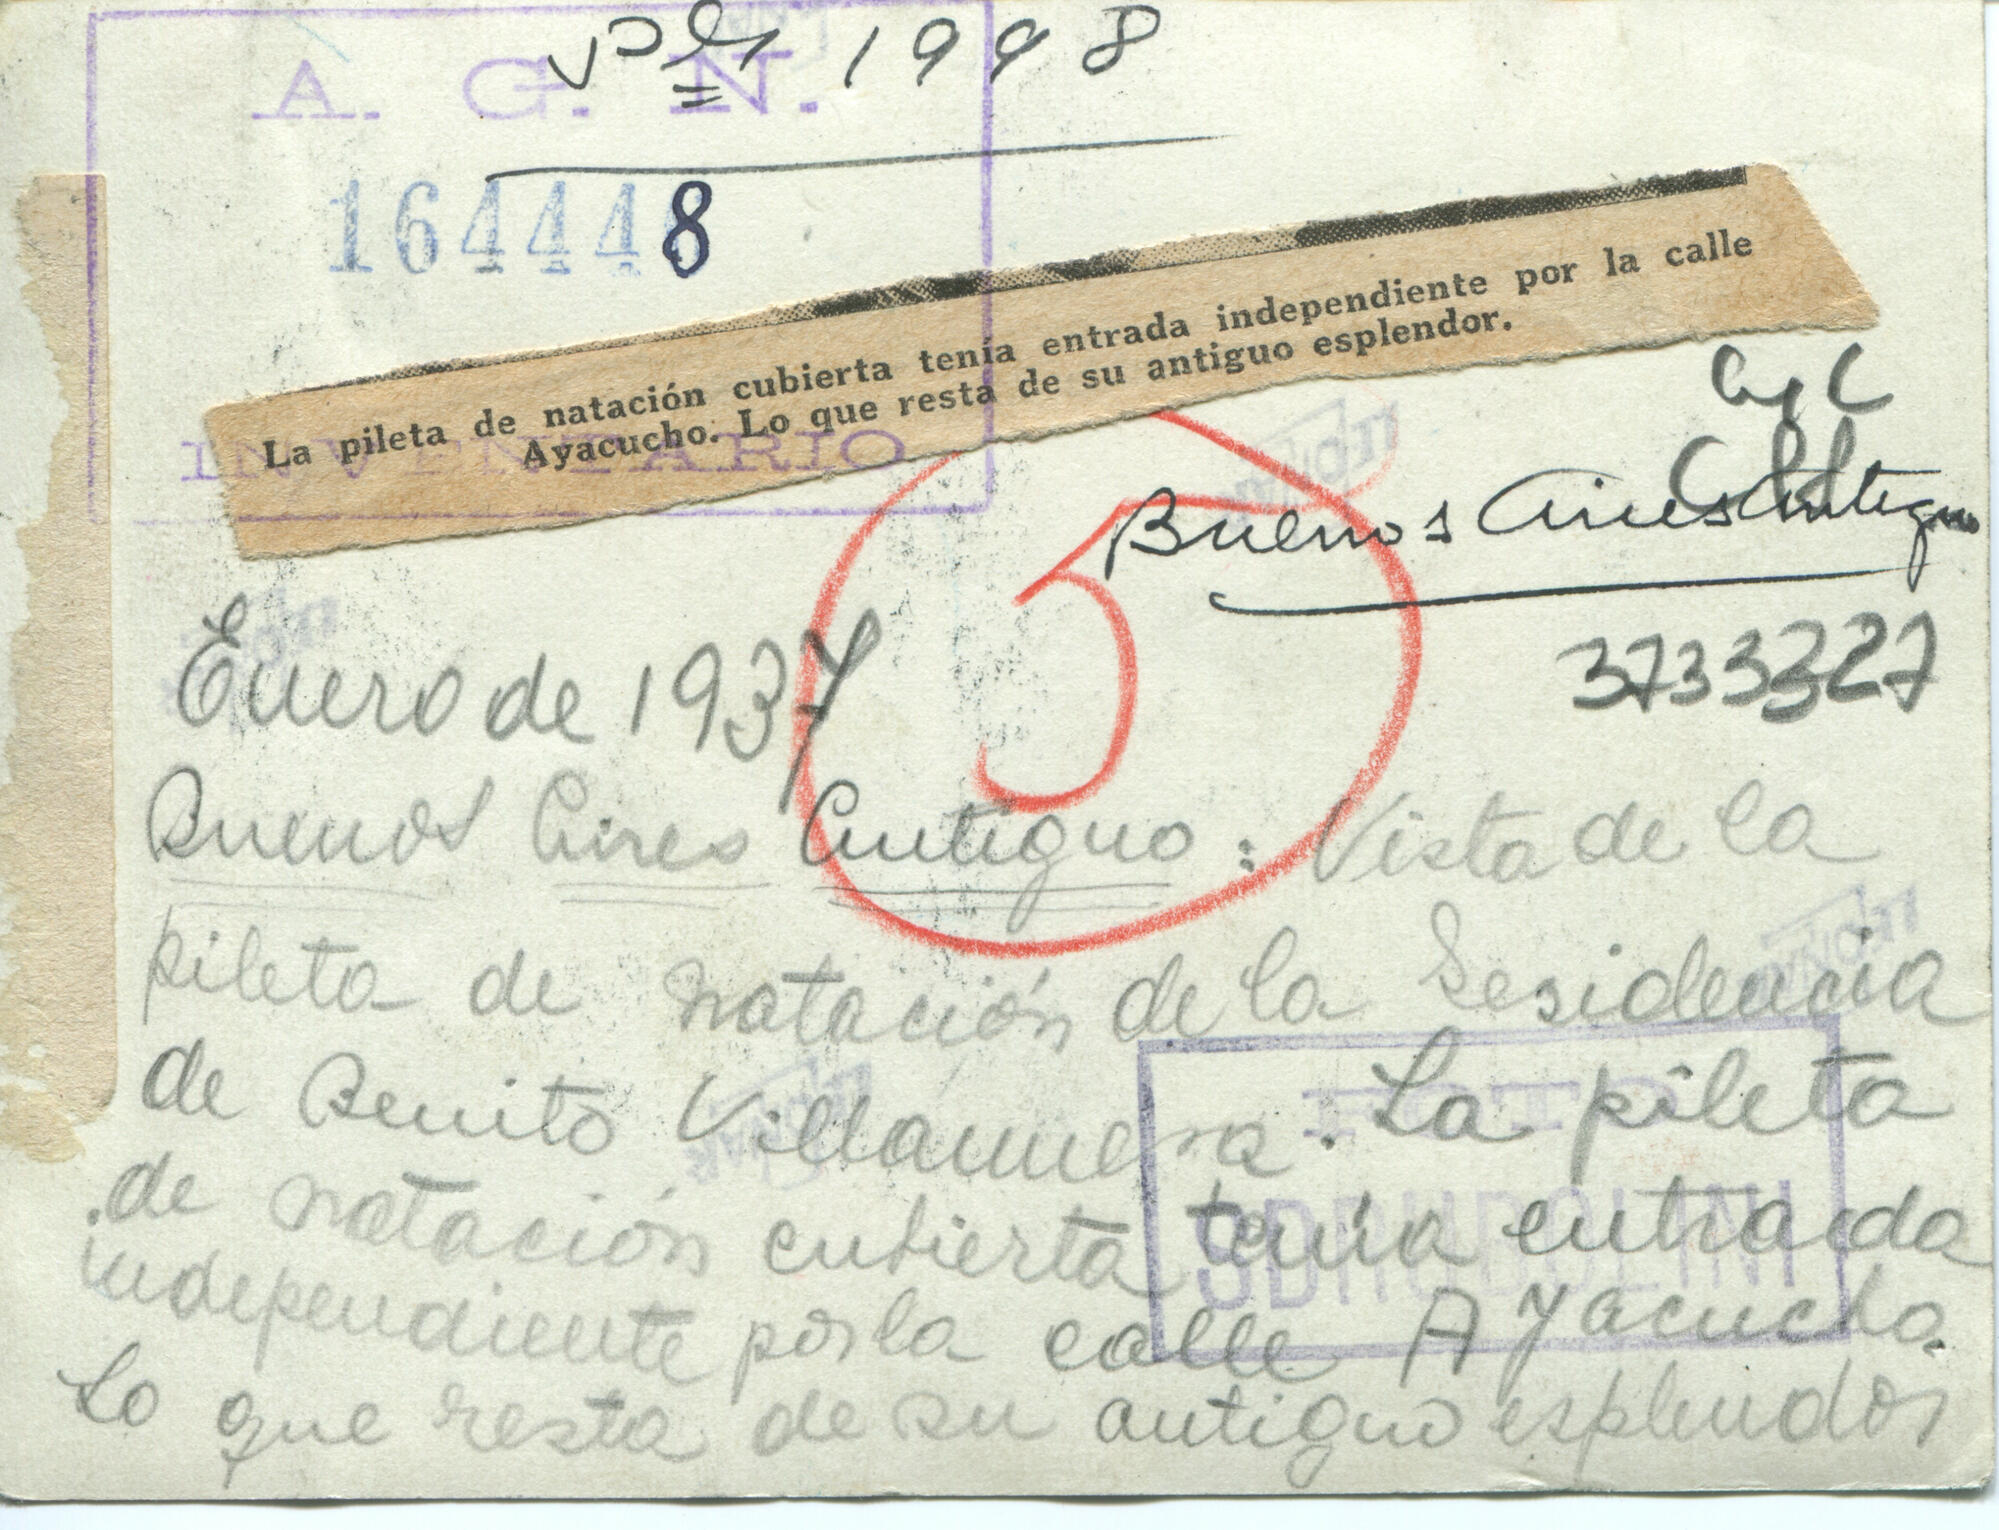 1998
A. G. N.
164448
La pileta de natación cubierta tenía entrada independiente por la calle
Ayacucho. Lo que resta de su antiguo esplendor.
INVENTARIO
Buenos Aires Antiguo
3733327
5
Enero de 1937
Buenos Aires Antiguo: Vista de la
pileta de natación de la Residencia
de Benito Villanueva. La pileta
de natación cubierta tenía entrada
independiente por la calle Ayacucho.
Lo que resta de su antiguo esplendor
FOTO
SDRUBOLINI